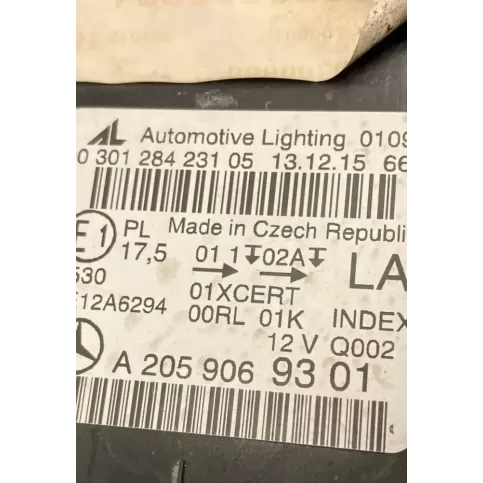 AL Automotive Lighting 0109
0 301 284 231 05 13.12.15 66
E1 PL Made in Czech Republic
17,5 01 1 02A LA
530
E12A6294 01XCERT
00RL 01K INDEX
12 V Q002
A 205 906 93 01